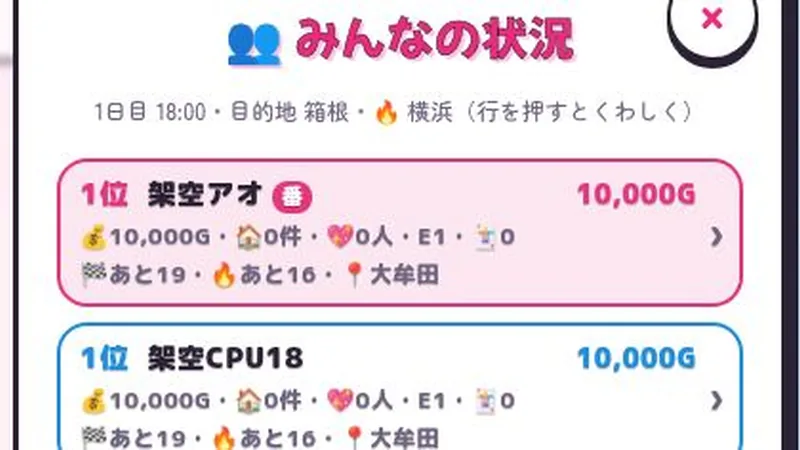 👥 みんなの状況
×
1日目 18:00・目的地 箱根・🔥 横浜（行を押すとくわしく）
1位 架空アオ 番 10,000G
💰10,000G・🏠0件・💖0人・E1・🃏0
🏁あと19・🔥あと16・📍大牟田
›
1位 架空CPU18 10,000G
💰10,000G・🏠0件・💖0人・E1・🃏0
🏁あと19・🔥あと16・📍大牟田
›